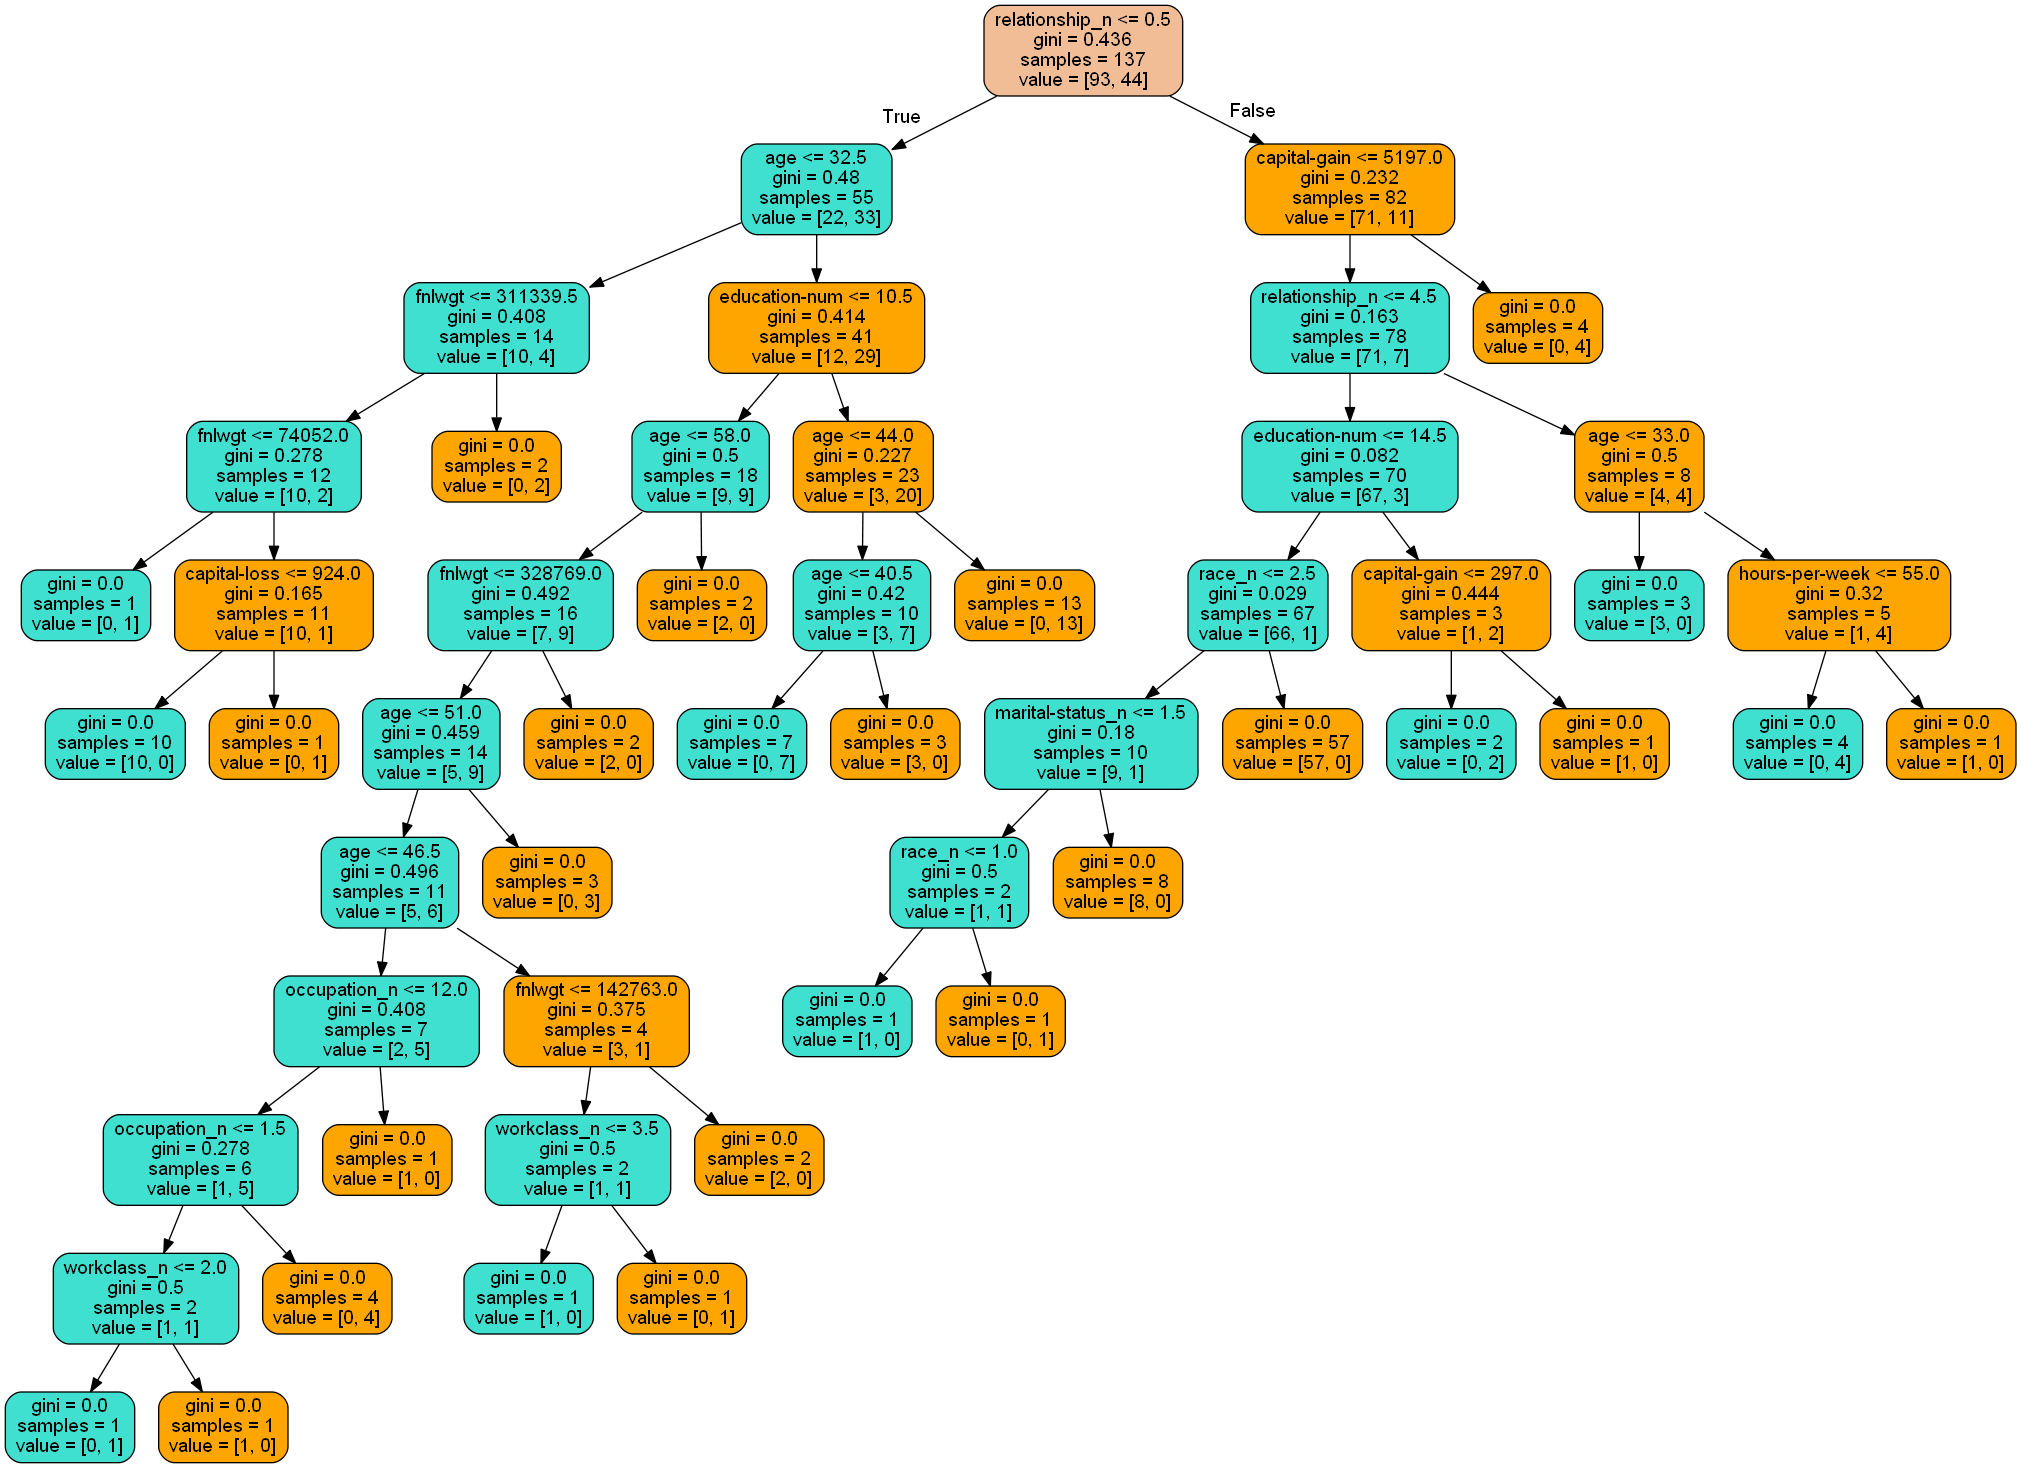 relationship_n <= 0.5
gini = 0.436
samples = 137
value = [93, 44]
True
False
age <= 32.5
gini = 0.48
samples = 55
value = [22, 33]
capital-gain <= 5197.0
gini = 0.232
samples = 82
value = [71, 11]
fnlwgt <= 311339.5
gini = 0.408
samples = 14
value = [10, 4]
education-num <= 10.5
gini = 0.414
samples = 41
value = [12, 29]
relationship_n <= 4.5
gini = 0.163
samples = 78
value = [71, 7]
gini = 0.0
samples = 4
value = [0, 4]
fnlwgt <= 74052.0
gini = 0.278
samples = 12
value = [10, 2]
gini = 0.0
samples = 2
value = [0, 2]
age <= 58.0
gini = 0.5
samples = 18
value = [9, 9]
age <= 44.0
gini = 0.227
samples = 23
value = [3, 20]
education-num <= 14.5
gini = 0.082
samples = 70
value = [67, 3]
age <= 33.0
gini = 0.5
samples = 8
value = [4, 4]
gini = 0.0
samples = 1
value = [0, 1]
capital-loss <= 924.0
gini = 0.165
samples = 11
value = [10, 1]
fnlwgt <= 328769.0
gini = 0.492
samples = 16
value = [7, 9]
gini = 0.0
samples = 2
value = [2, 0]
age <= 40.5
gini = 0.42
samples = 10
value = [3, 7]
gini = 0.0
samples = 13
value = [0, 13]
race_n <= 2.5
gini = 0.029
samples = 67
value = [66, 1]
capital-gain <= 297.0
gini = 0.444
samples = 3
value = [1, 2]
gini = 0.0
samples = 3
value = [3, 0]
hours-per-week <= 55.0
gini = 0.32
samples = 5
value = [1, 4]
gini = 0.0
samples = 10
value = [10, 0]
gini = 0.0
samples = 1
value = [0, 1]
age <= 51.0
gini = 0.459
samples = 14
value = [5, 9]
gini = 0.0
samples = 2
value = [2, 0]
gini = 0.0
samples = 7
value = [0, 7]
gini = 0.0
samples = 3
value = [3, 0]
marital-status_n <= 1.5
gini = 0.18
samples = 10
value = [9, 1]
gini = 0.0
samples = 57
value = [57, 0]
gini = 0.0
samples = 2
value = [0, 2]
gini = 0.0
samples = 1
value = [1, 0]
gini = 0.0
samples = 4
value = [0, 4]
gini = 0.0
samples = 1
value = [1, 0]
age <= 46.5
gini = 0.496
samples = 11
value = [5, 6]
gini = 0.0
samples = 3
value = [0, 3]
race_n <= 1.0
gini = 0.5
samples = 2
value = [1, 1]
gini = 0.0
samples = 8
value = [8, 0]
occupation_n <= 12.0
gini = 0.408
samples = 7
value = [2, 5]
fnlwgt <= 142763.0
gini = 0.375
samples = 4
value = [3, 1]
gini = 0.0
samples = 1
value = [1, 0]
gini = 0.0
samples = 1
value = [0, 1]
occupation_n <= 1.5
gini = 0.278
samples = 6
value = [1, 5]
gini = 0.0
samples = 1
value = [1, 0]
workclass_n <= 3.5
gini = 0.5
samples = 2
value = [1, 1]
gini = 0.0
samples = 2
value = [2, 0]
workclass_n <= 2.0
gini = 0.5
samples = 2
value = [1, 1]
gini = 0.0
samples = 4
value = [0, 4]
gini = 0.0
samples = 1
value = [1, 0]
gini = 0.0
samples = 1
value = [0, 1]
gini = 0.0
samples = 1
value = [0, 1]
gini = 0.0
samples = 1
value = [1, 0]